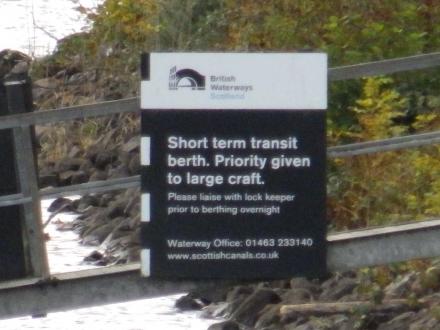 British
Waterways
Scotland
Short term transit
berth. Priority given
to large craft.
Please liaise with lock keeper
prior to berthing overnight
Waterway Office: 01463 233140
www.scottishcanals.co.uk